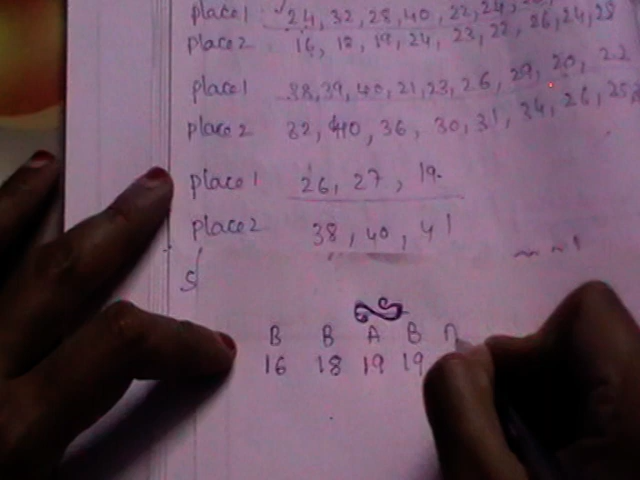 place1 24, 32, 28, 40, 22, 24,
place2 16, 18, 19, 24, 23, 22, 26, 24, 28
place1 38, 39, 40, 21, 23, 26, 29, 20, 22
place2 32, 40, 36, 30, 31, 34, 26, 25,
place1 26, 27, 19.
place2 38, 40, 41
S
B B A B
16 18 19 19